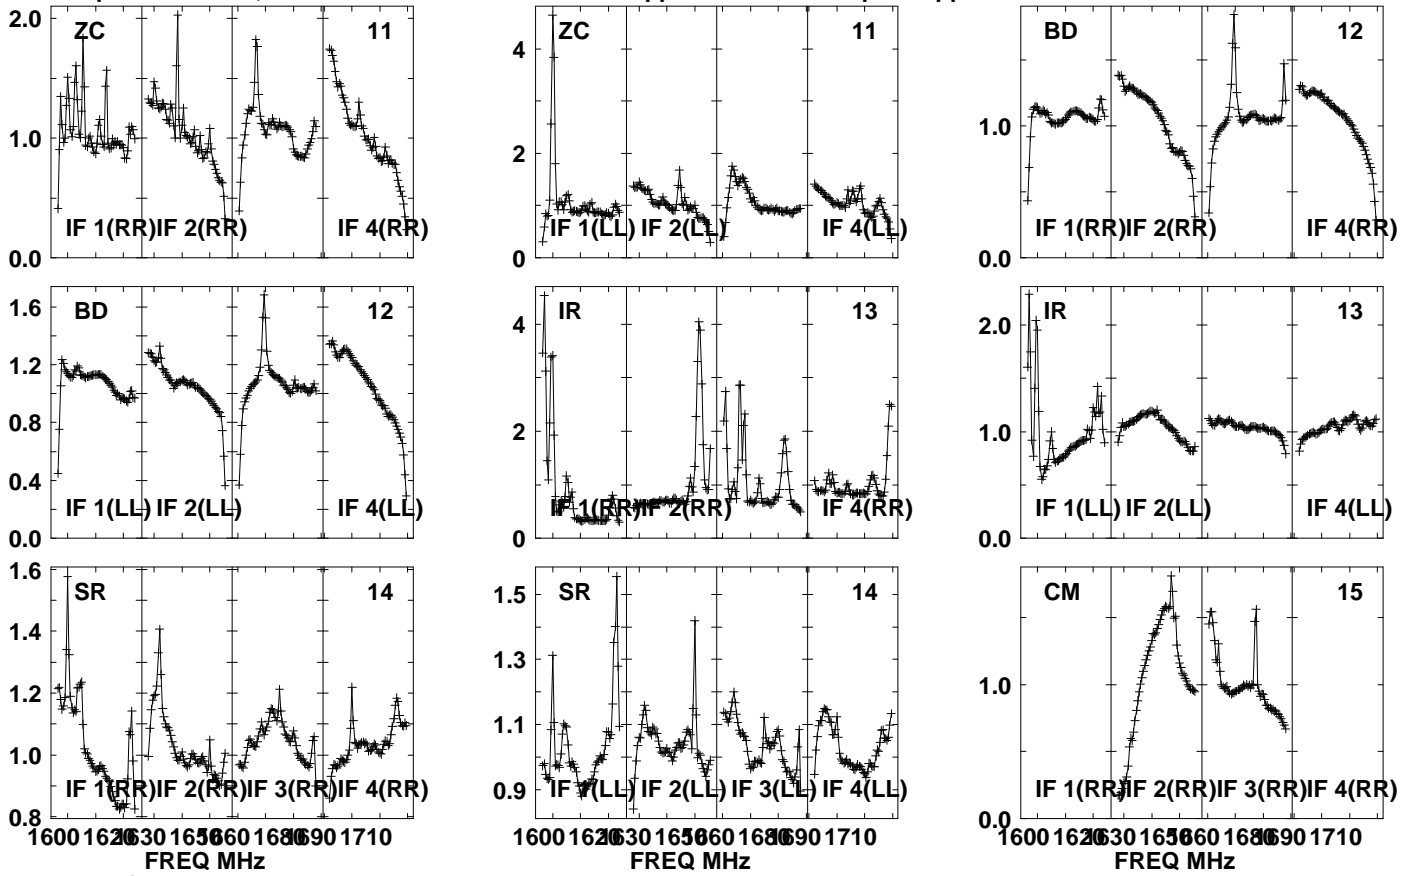 2.0 ZC 11 ZC 11 BD 12
4
1.0 2 1.0
IF 1(RR) IF 2(RR) IF 4(RR) IF 1(LL) IF 2(LL) IF 4(LL) IF 1(RR) IF 2(RR) IF 4(RR)
0.0 0 0.0
1.6 BD 12 IR 13 IR 13
4 2.0
1.2
0.8 2 1.0
0.4 IF 1(LL) IF 2(LL) IF 4(LL) IF 1(RR) IF 2(RR) IF 4(RR) IF 1(LL) IF 2(LL) IF 4(LL)
0.0 0 0.0
1.6 SR 14 SR 14 CM 15
1.5
1.4
1.3
1.2
1.1 1.0
1.0
IF 1(RR) IF 2(RR) IF 3(RR) IF 4(RR) IF 1(LL) IF 2(LL) IF 3(LL) IF 4(LL) IF 1(RR) IF 2(RR) IF 3(RR) IF 4(RR)
0.9
0.8 0.0
1600 1620 1630 1650 1660 1680 1690 1710 1600 1620 1630 1650 1660 1680 1690 1710 1600 1620 1630 1650 1660 1680 1690 1710
FREQ MHz FREQ MHz FREQ MHz